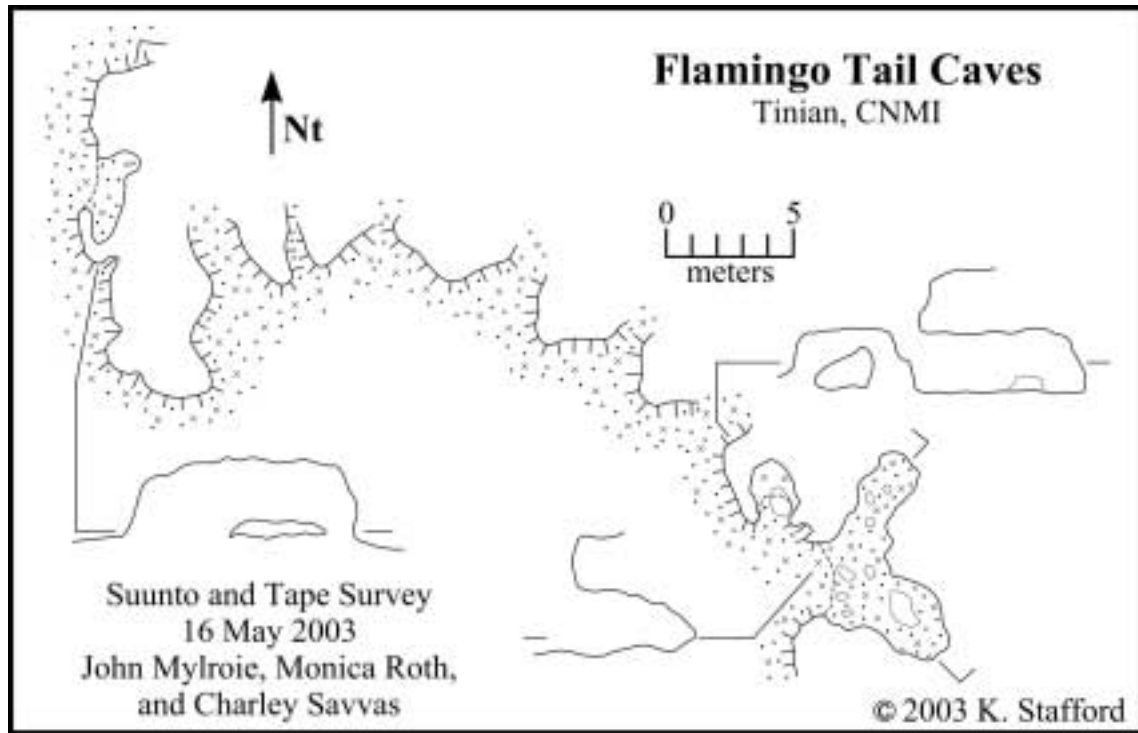 Flamingo Tail Caves
Tinian, CNMI
Nt
0 5
meters
Suunto and Tape Survey
16 May 2003
John Mylroie, Monica Roth,
and Charley Savvas
© 2003 K. Stafford